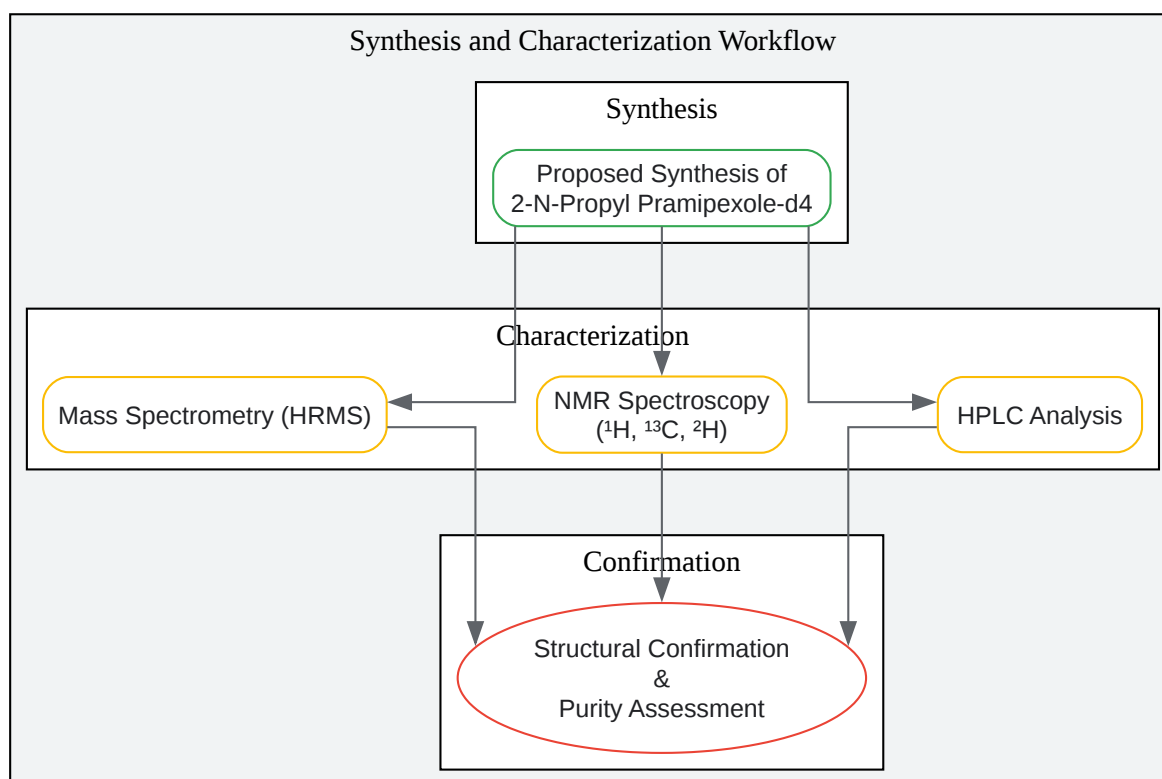 Synthesis and Characterization Workflow
Synthesis
Proposed Synthesis of
2-N-Propyl Pramipexole-d4
Characterization
Mass Spectrometry (HRMS)
NMR Spectroscopy
(¹H, ¹³C, ²H)
HPLC Analysis
Confirmation
Structural Confirmation
&
Purity Assessment